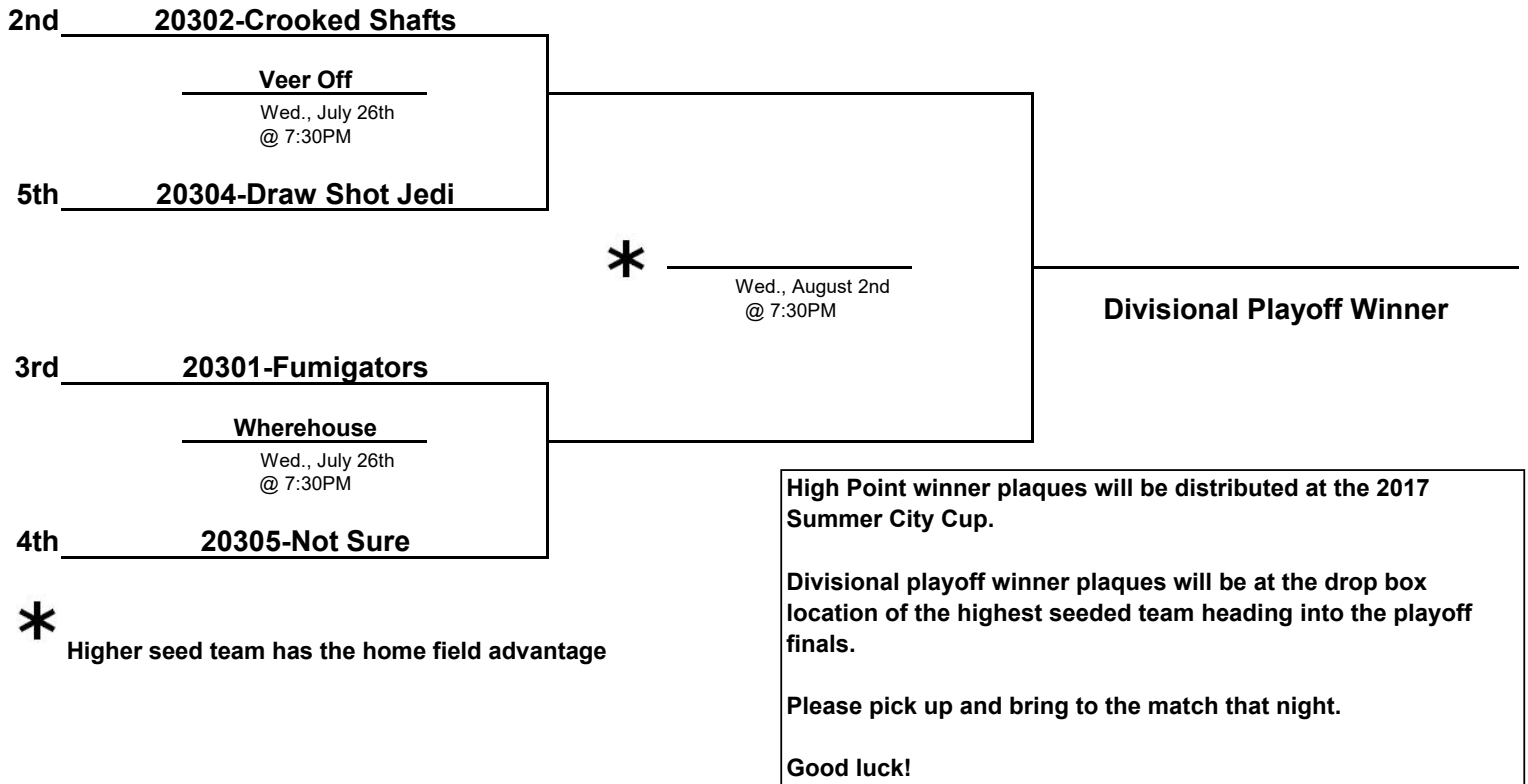 2nd 20302-Crooked Shafts
Veer Off
Wed., July 26th
@ 7:30PM
5th 20304-Draw Shot Jedi
*
Wed., August 2nd
@ 7:30PM
Divisional Playoff Winner
3rd 20301-Fumigators
Wherehouse
Wed., July 26th
@ 7:30PM
4th 20305-Not Sure
* Higher seed team has the home field advantage
High Point winner plaques will be distributed at the 2017
Summer City Cup.
Divisional playoff winner plaques will be at the drop box
location of the highest seeded team heading into the playoff
finals.
Please pick up and bring to the match that night.
Good luck!